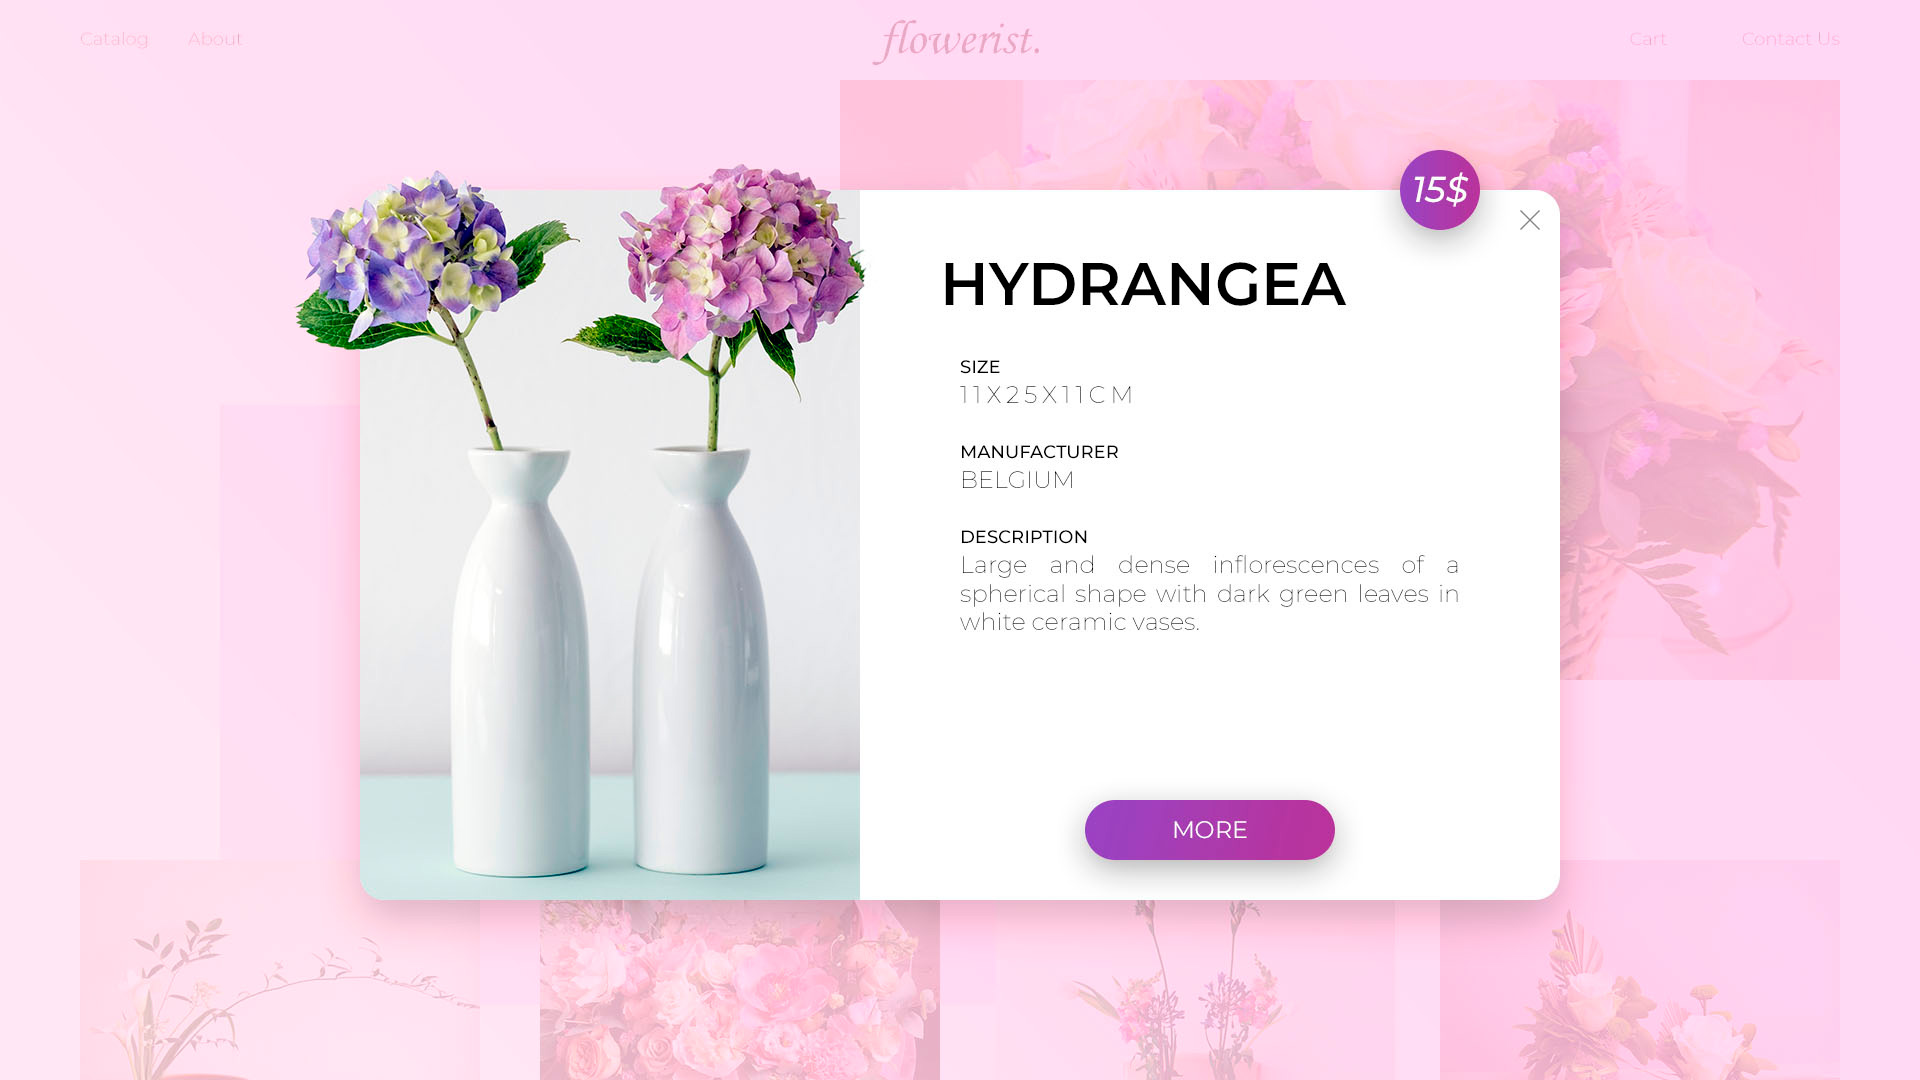 Catalog About flowerist. Cart Contact Us
15$
HYDRANGEA
SIZE
11X25X11CM
MANUFACTURER
BELGIUM
DESCRIPTION
Large and dense inflorescences of a
spherical shape with dark green leaves in
white ceramic vases.
MORE